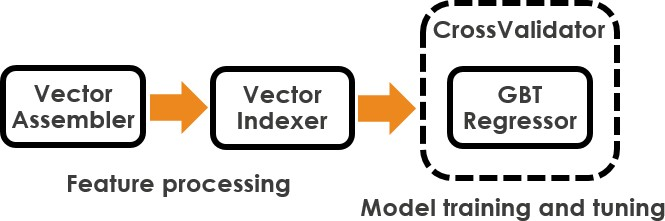 CrossValidator
Vector
Assembler
Vector
Indexer
GBT
Regressor
Feature processing
Model training and tuning